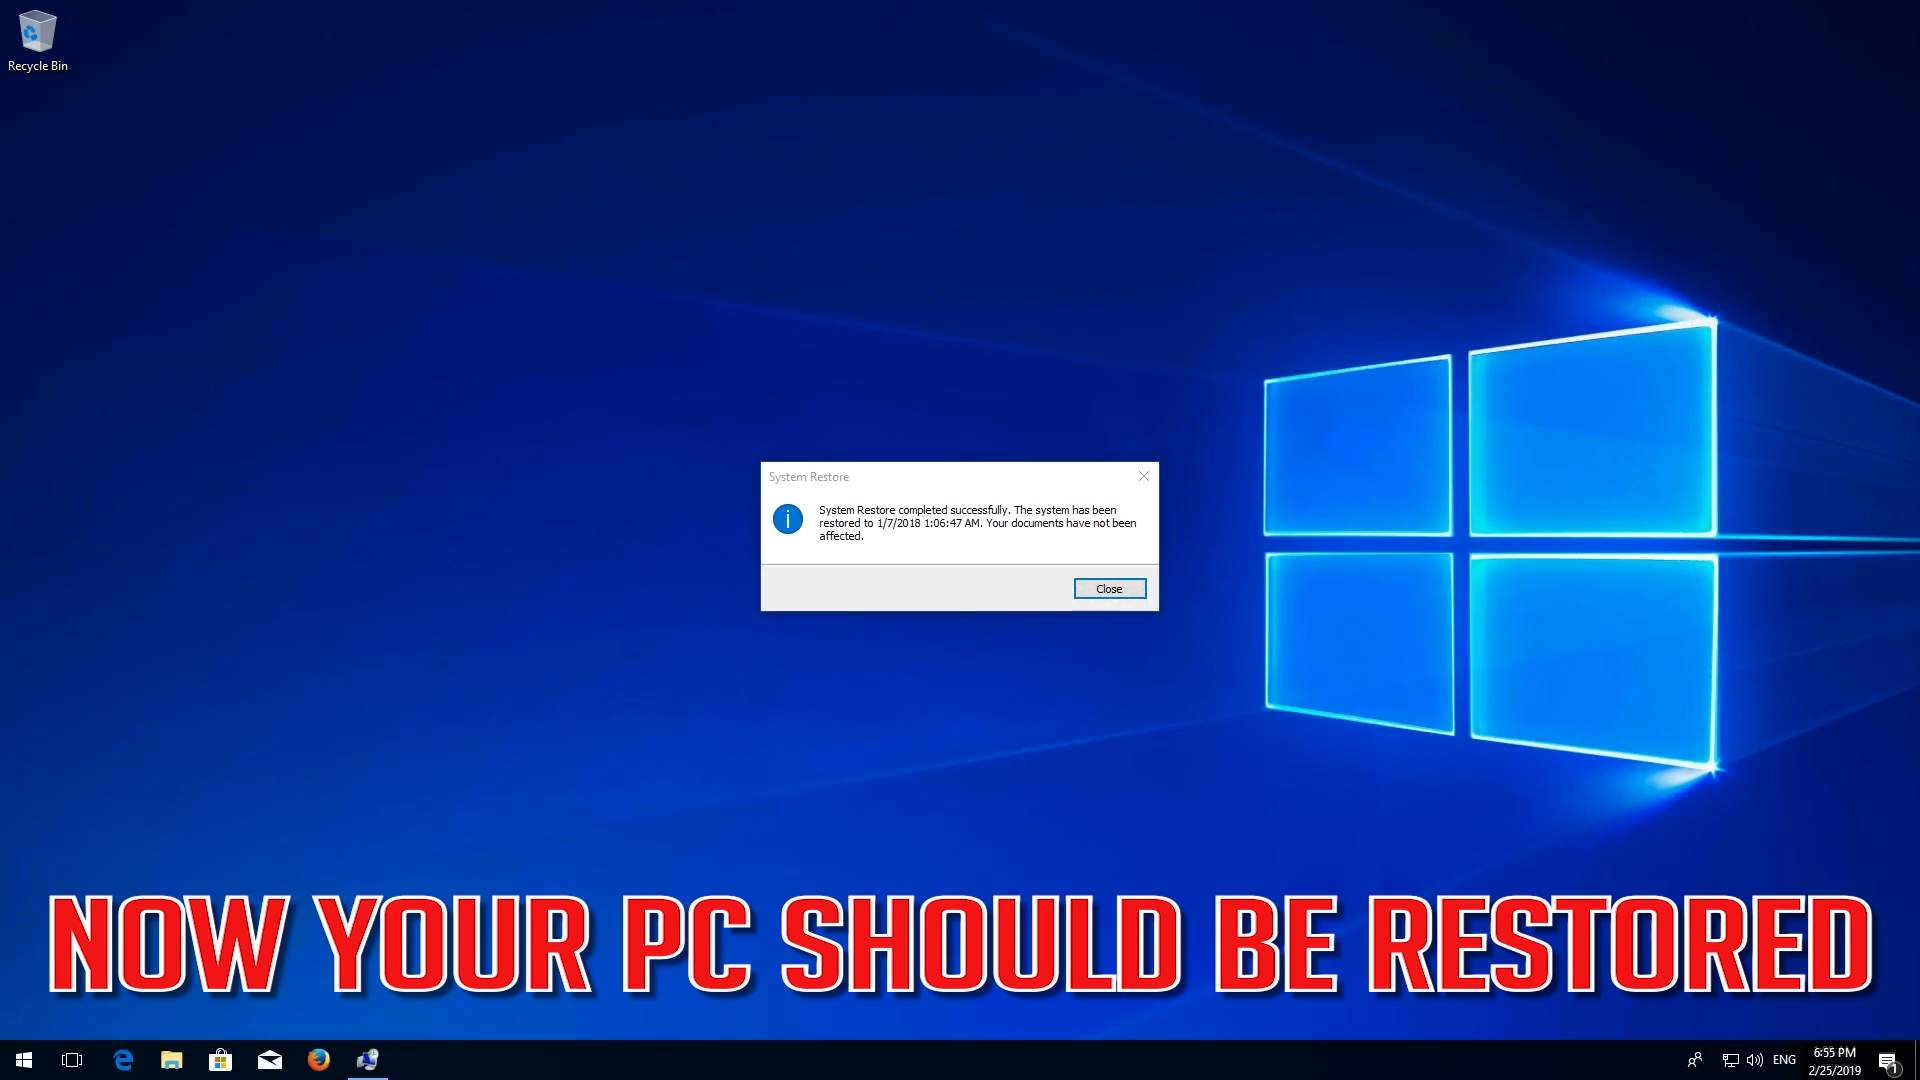 Recycle Bin
System Restore
System Restore completed successfully. The system has been
restored to 1/7/2018 1:06:47 AM. Your documents have not been
affected.
Close
NOW YOUR PC SHOULD BE RESTORED
ENG
6:55 PM
2/25/2019
1